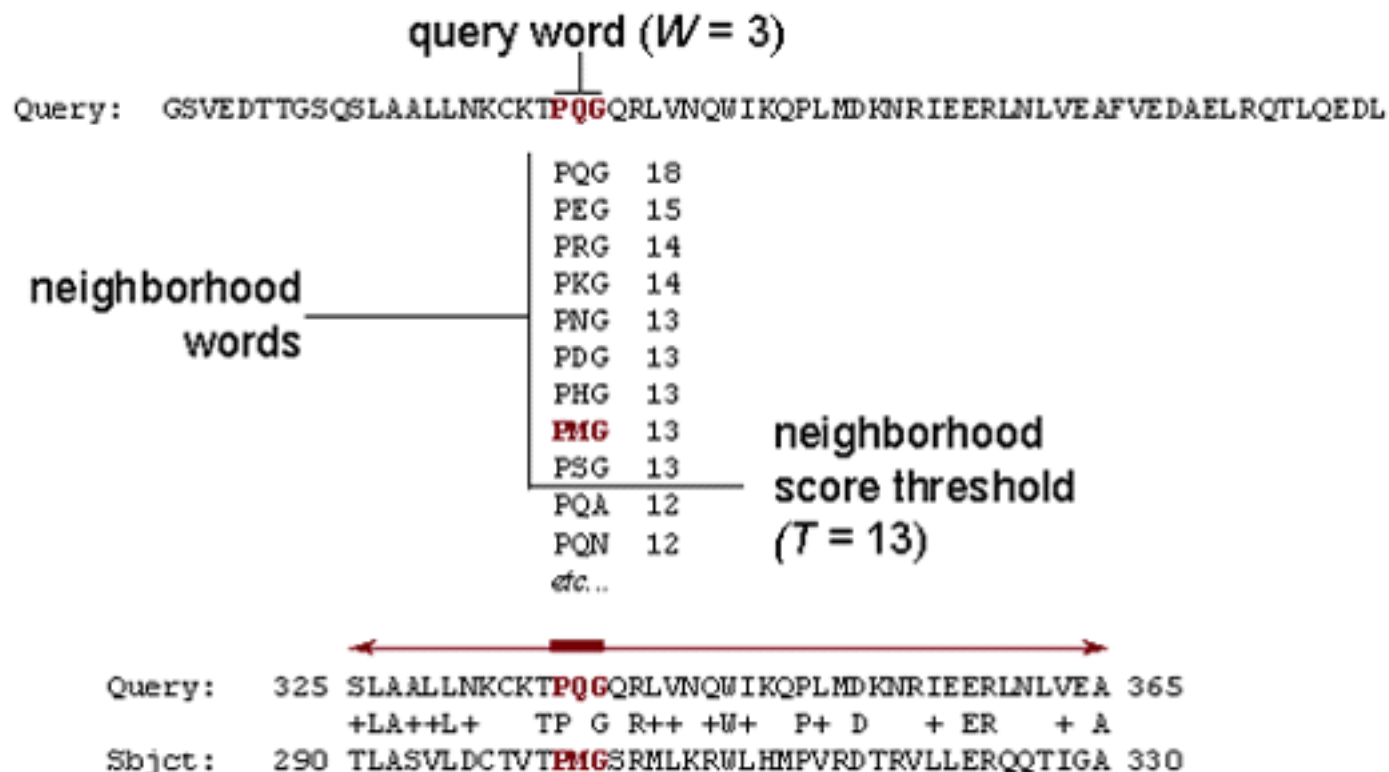 query word (W = 3)
Query: GSVEDTTGSQSLAALLNKCKTPQGQRLVNQWIKQPLMDKNRIEERLNLVEAFVEDAELRQTLQEDL
PQG 18
PEG 15
PRG 14
PKG 14
PNG 13
PDG 13
PHG 13
PMG 13
PSG 13
PQA 12
PQN 12
etc...
neighborhood
words
neighborhood
score threshold
(T = 13)
Query: 325 SLAALLNKCKTPQGQRLVNQWIKQPLMDKNRIEERLNLVEA 365
+LA++L+ TP G R++ +W+ P+ D + ER + A
Sbjct: 290 TLASVLDCTVTPMGSRMLKRWLHMPVRDTRVLLERQQTIGA 330